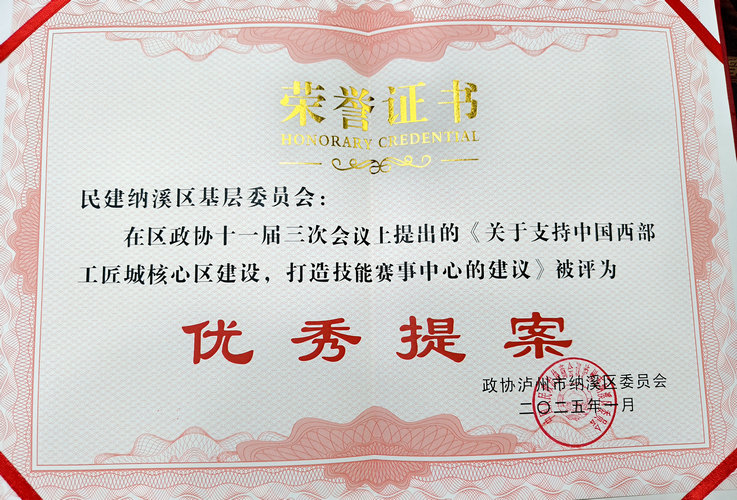 荣誉证书
HONORARY CREDENTIAL
民建纳溪区基层委员会：
在区政协十一届三次会议上提出的《关于支持中国西部
工匠城核心区建设，打造技能赛事中心的建议》被评为
优秀提案
政协泸州市纳溪区委员会
二〇二五年一月